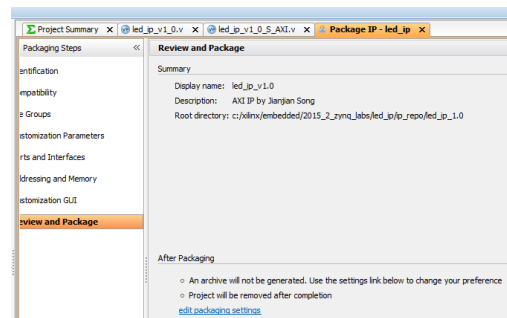 Project Summary x led_ip_v1_0.v x led_ip_v1_0_S_AXI.v x Package IP - led_ip x
Packaging Steps «
Review and Package
entification
Summary
mpatibility
Display name: led_ip_v1.0
Description: AXI IP by Jianjian Song
e Groups
Root directory: c:/xilinx/embedded/2015_2_zynq_labs/led_ip/ip_repo/led_ip_1.0
stomization Parameters
rts and Interfaces
ldressing and Memory
stomization GUI
eview and Package
After Packaging
○ An archive will not be generated. Use the settings link below to change your preference
○ Project will be removed after completion
edit packaging settings